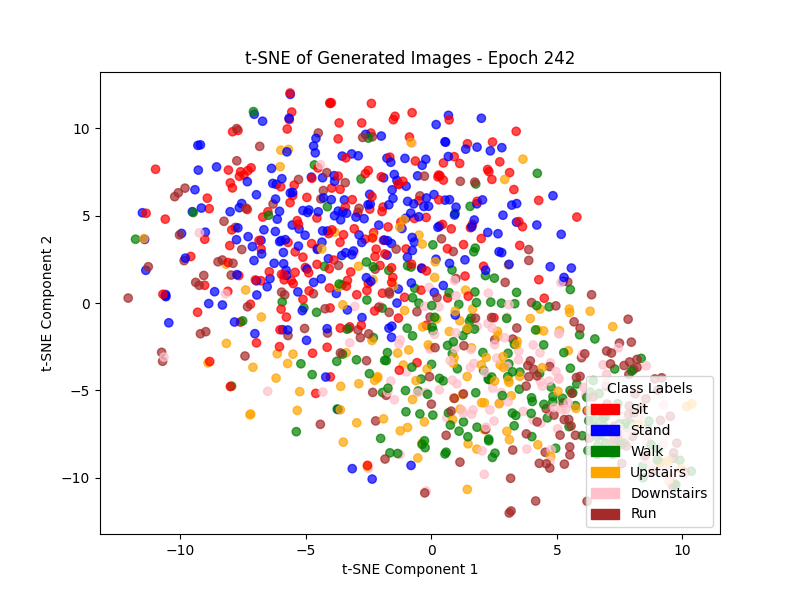 t-SNE of Generated Images - Epoch 242
t-SNE Component 2
10
5
0
−5
−10
Class Labels
Sit
Stand
Walk
Upstairs
Downstairs
Run
−10
−5
0
5
10
t-SNE Component 1